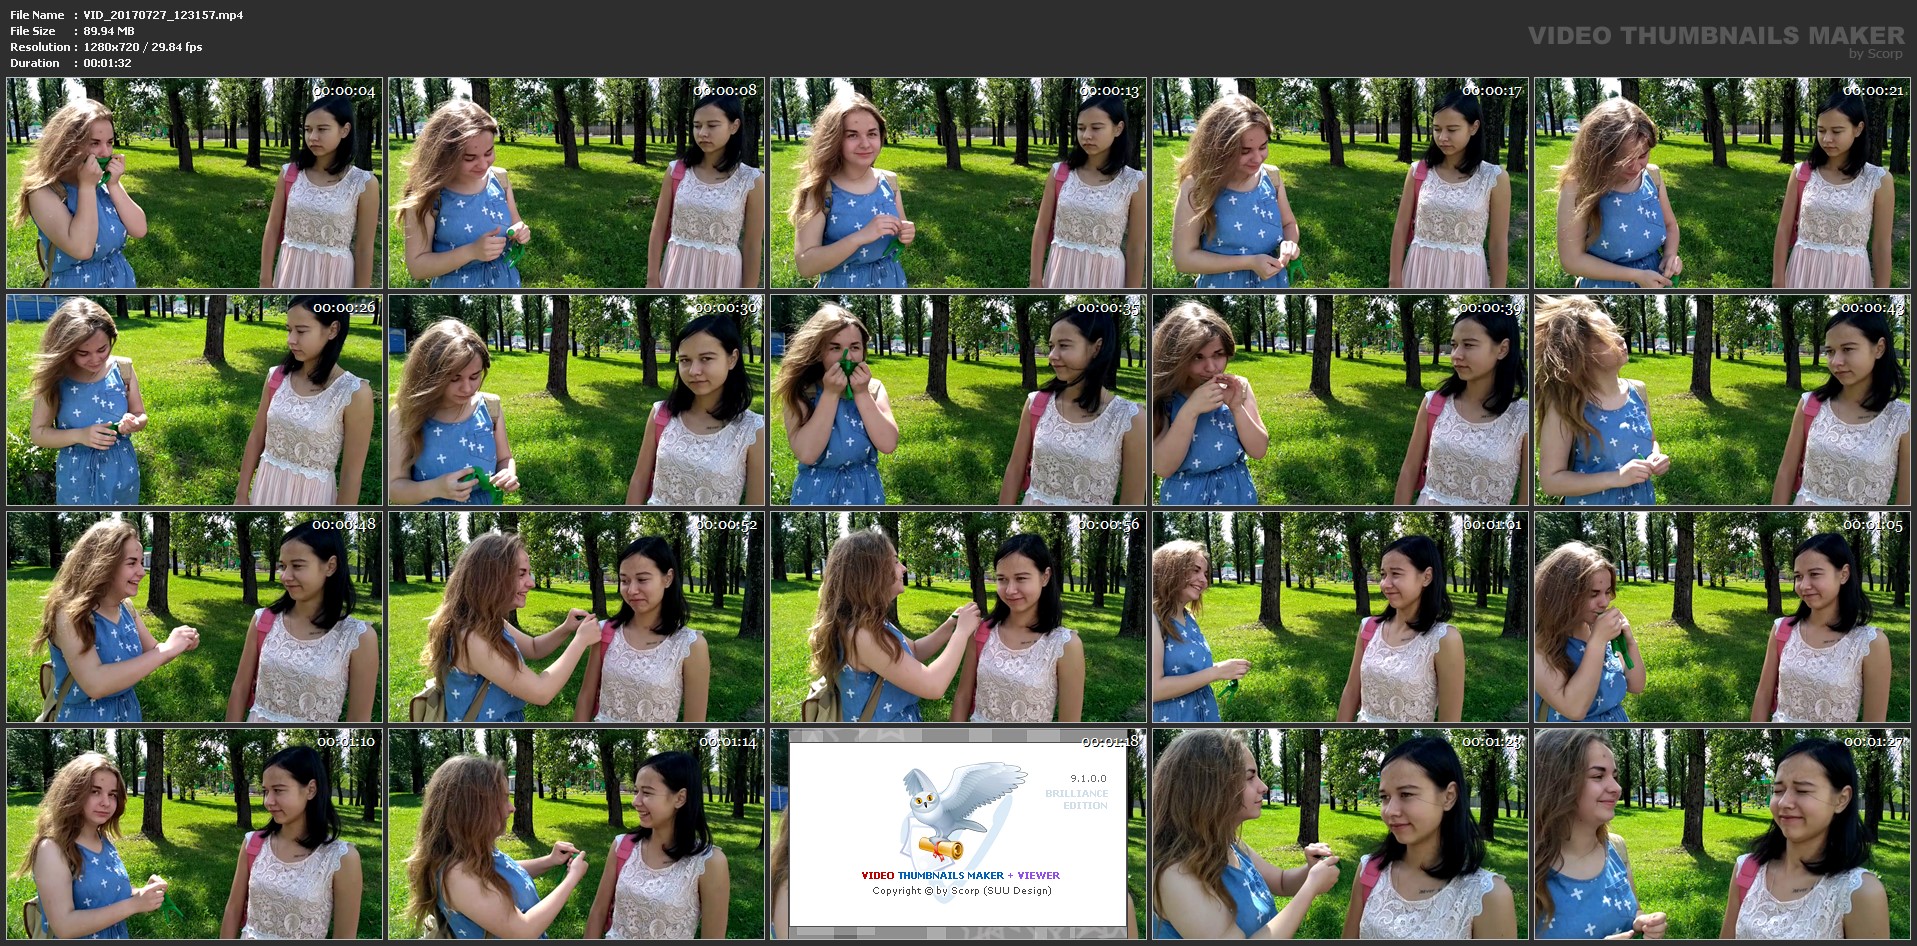 File Name : VID_20170727_123157.mp4
File Size : 89.94 MB
Resolution : 1280x720 / 29.84 fps
Duration : 00:01:32
VIDEO THUMBNAILS MAKER
by Scorp
00:00:04
00:00:08
00:00:13
00:00:17
00:00:21
00:00:26
00:00:30
00:00:35
00:00:39
00:00:43
00:00:48
00:00:52
00:00:56
00:01:01
00:01:05
00:01:10
00:01:14
00:01:18
00:01:23
00:01:27
9.1.0.0
BRILLIANCE
EDITION
VIDEO THUMBNAILS MAKER + VIEWER
Copyright © by Scorp (SUU Design)